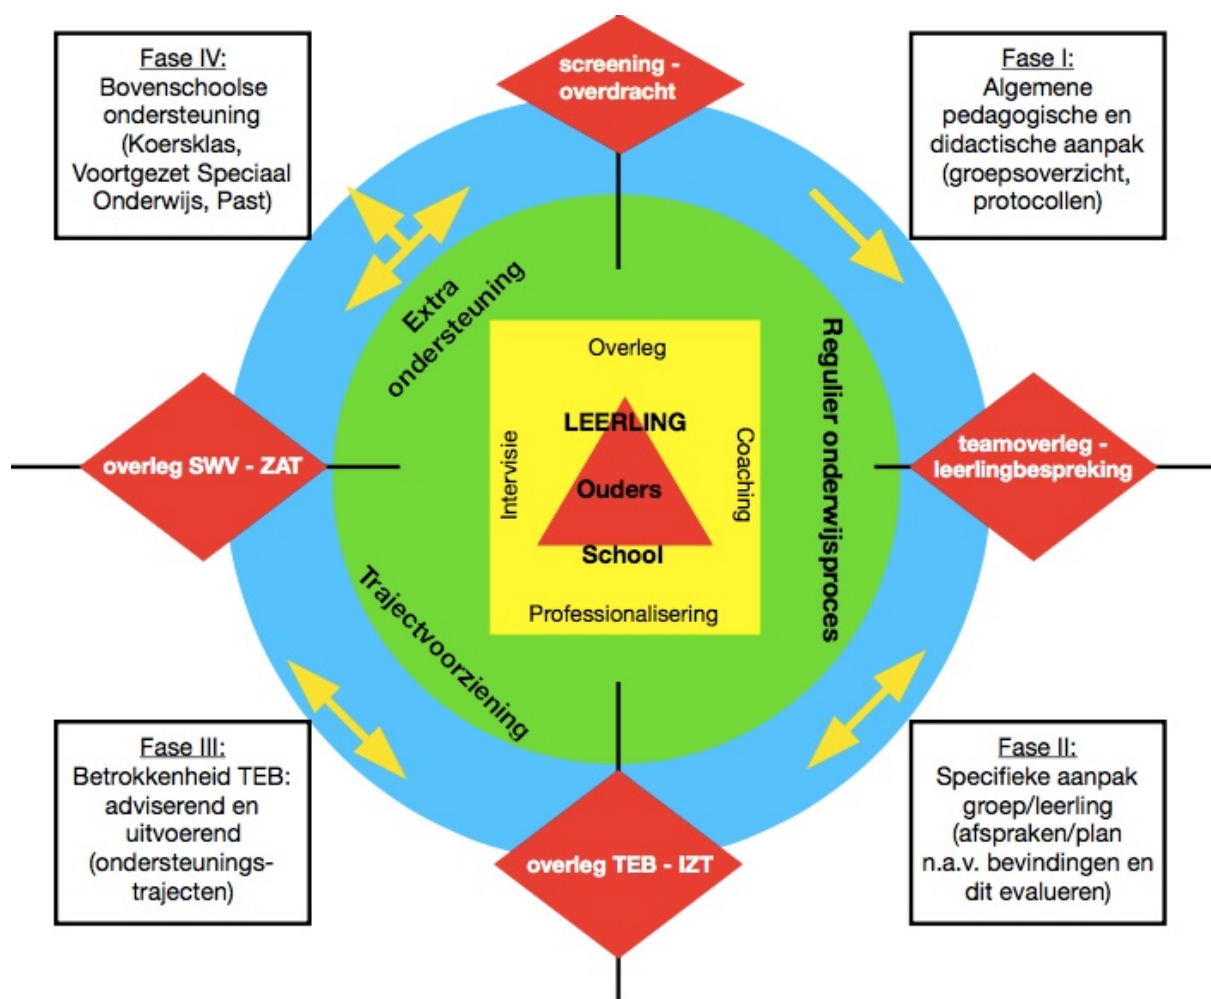 screening -
overdracht
Fase IV:
Bovenschoolse
ondersteuning
(Koersklas,
Voortgezet Speciaal
Onderwijs, Past)
Fase I:
Algemene
pedagogische en
didactische aanpak
(groepsoverzicht,
protocollen)
Extra
ondersteuning
Regulier onderwijsproces
Overleg
Intervisie
LEERLING
Ouders
School
Coaching
Professionalisering
overleg SWV - ZAT
teamoverleg -
leerlingbespreking
Trajectvoorziening
Fase III:
Betrokkenheid TEB:
adviserend en
uitvoerend
(ondersteunings-
trajecten)
overleg TEB - IZT
Fase II:
Specifieke aanpak
groep/leerling
(afspraken/plan
n.a.v. bevindingen en
dit evalueren)